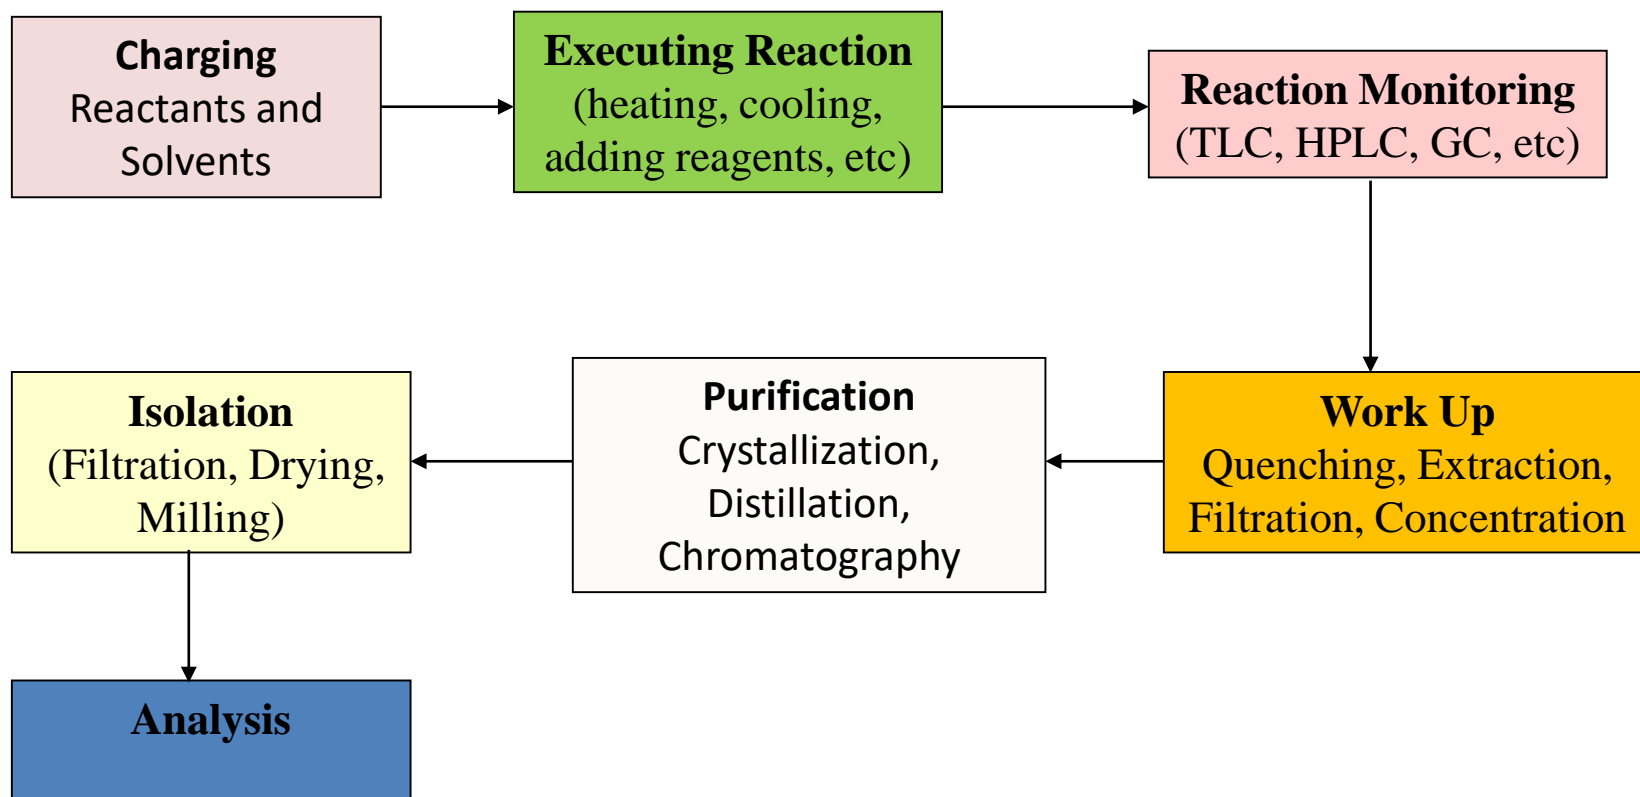 Charging
Reactants and
Solvents
Executing Reaction
(heating, cooling,
adding reagents, etc)
Reaction Monitoring
(TLC, HPLC, GC, etc)
Work Up
Quenching, Extraction,
Filtration, Concentration
Purification
Crystallization,
Distillation,
Chromatography
Isolation
(Filtration, Drying,
Milling)
Analysis